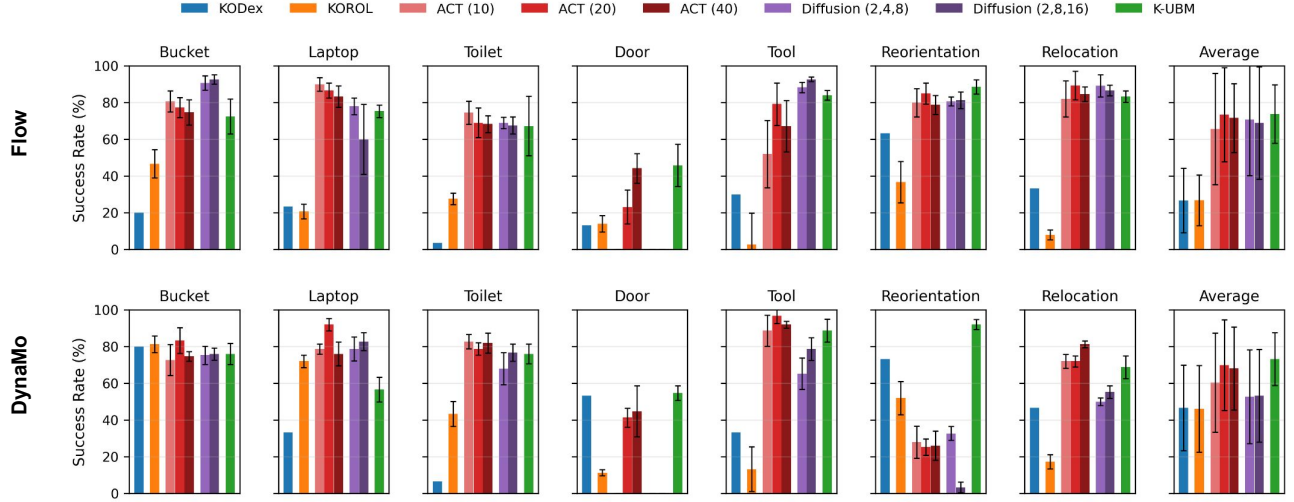 KODex KOROL ACT (10) ACT (20) ACT (40) Diffusion (2,4,8) Diffusion (2,8,16) K-UBM
Bucket Laptop Toilet Door Tool Reorientation Relocation Average
Flow
Success Rate (%)
100
80
60
40
20
0
Bucket Laptop Toilet Door Tool Reorientation Relocation Average
DynaMo
Success Rate (%)
100
80
60
40
20
0